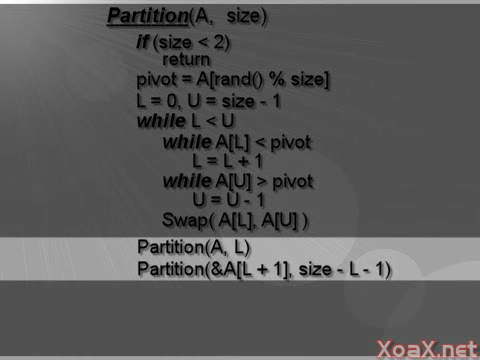 Partition(A, size)
if (size < 2)
return
pivot = A[rand() % size]
L = 0, U = size - 1
while L < U
while A[L] < pivot
L = L + 1
while A[U] > pivot
U = U - 1
Swap( A[L], A[U] )
Partition(A, L)
Partition(&A[L + 1], size - L - 1)
XoaX.net